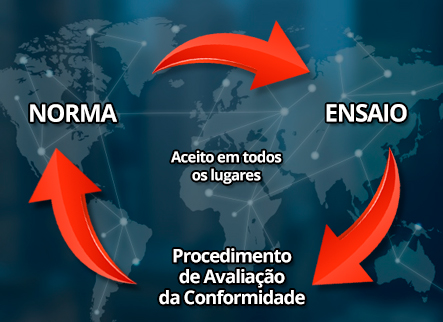 NORMA
ENSAIO
Aceito em todos
os lugares
Procedimento
de Avaliação
da Conformidade